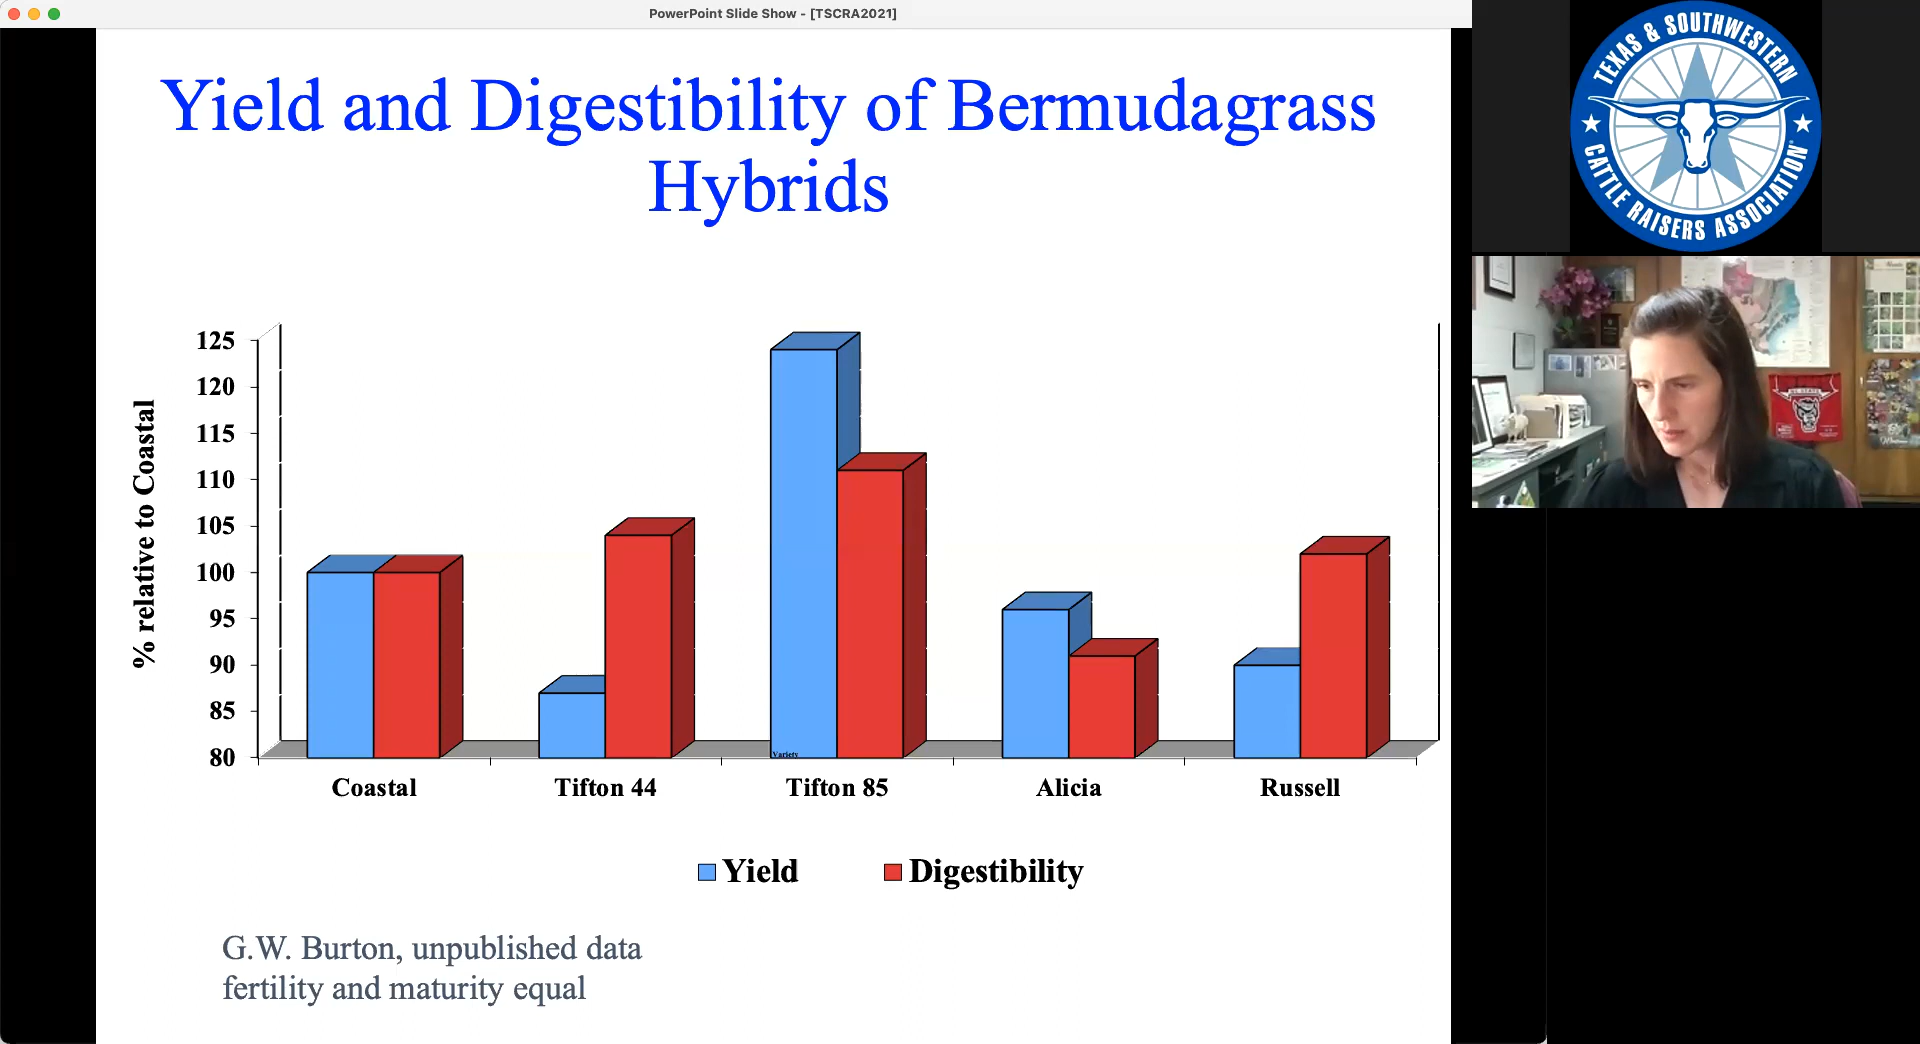 PowerPoint Slide Show - [TSCRA2021]
Yield and Digestibility of Bermudagrass
Hybrids
% relative to Coastal
125
120
115
110
105
100
95
90
85
80
Variety
Coastal
Tifton 44
Tifton 85
Alicia
Russell
Yield
Digestibility
G.W. Burton, unpublished data
fertility and maturity equal
TEXAS & SOUTHWESTERN
CATTLE RAISERS ASSOCIATION